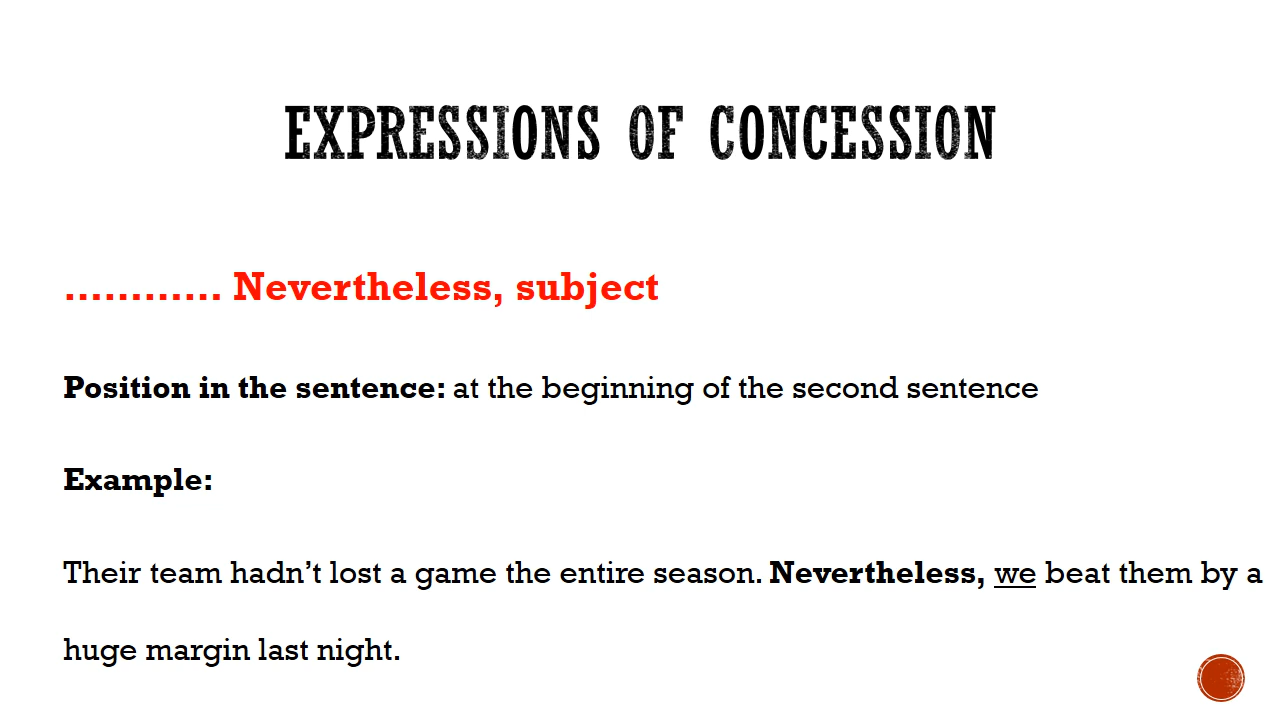 EXPRESSIONS OF CONCESSION
............ Nevertheless, subject
Position in the sentence: at the beginning of the second sentence
Example:
Their team hadn’t lost a game the entire season. Nevertheless, we beat them by a
huge margin last night.